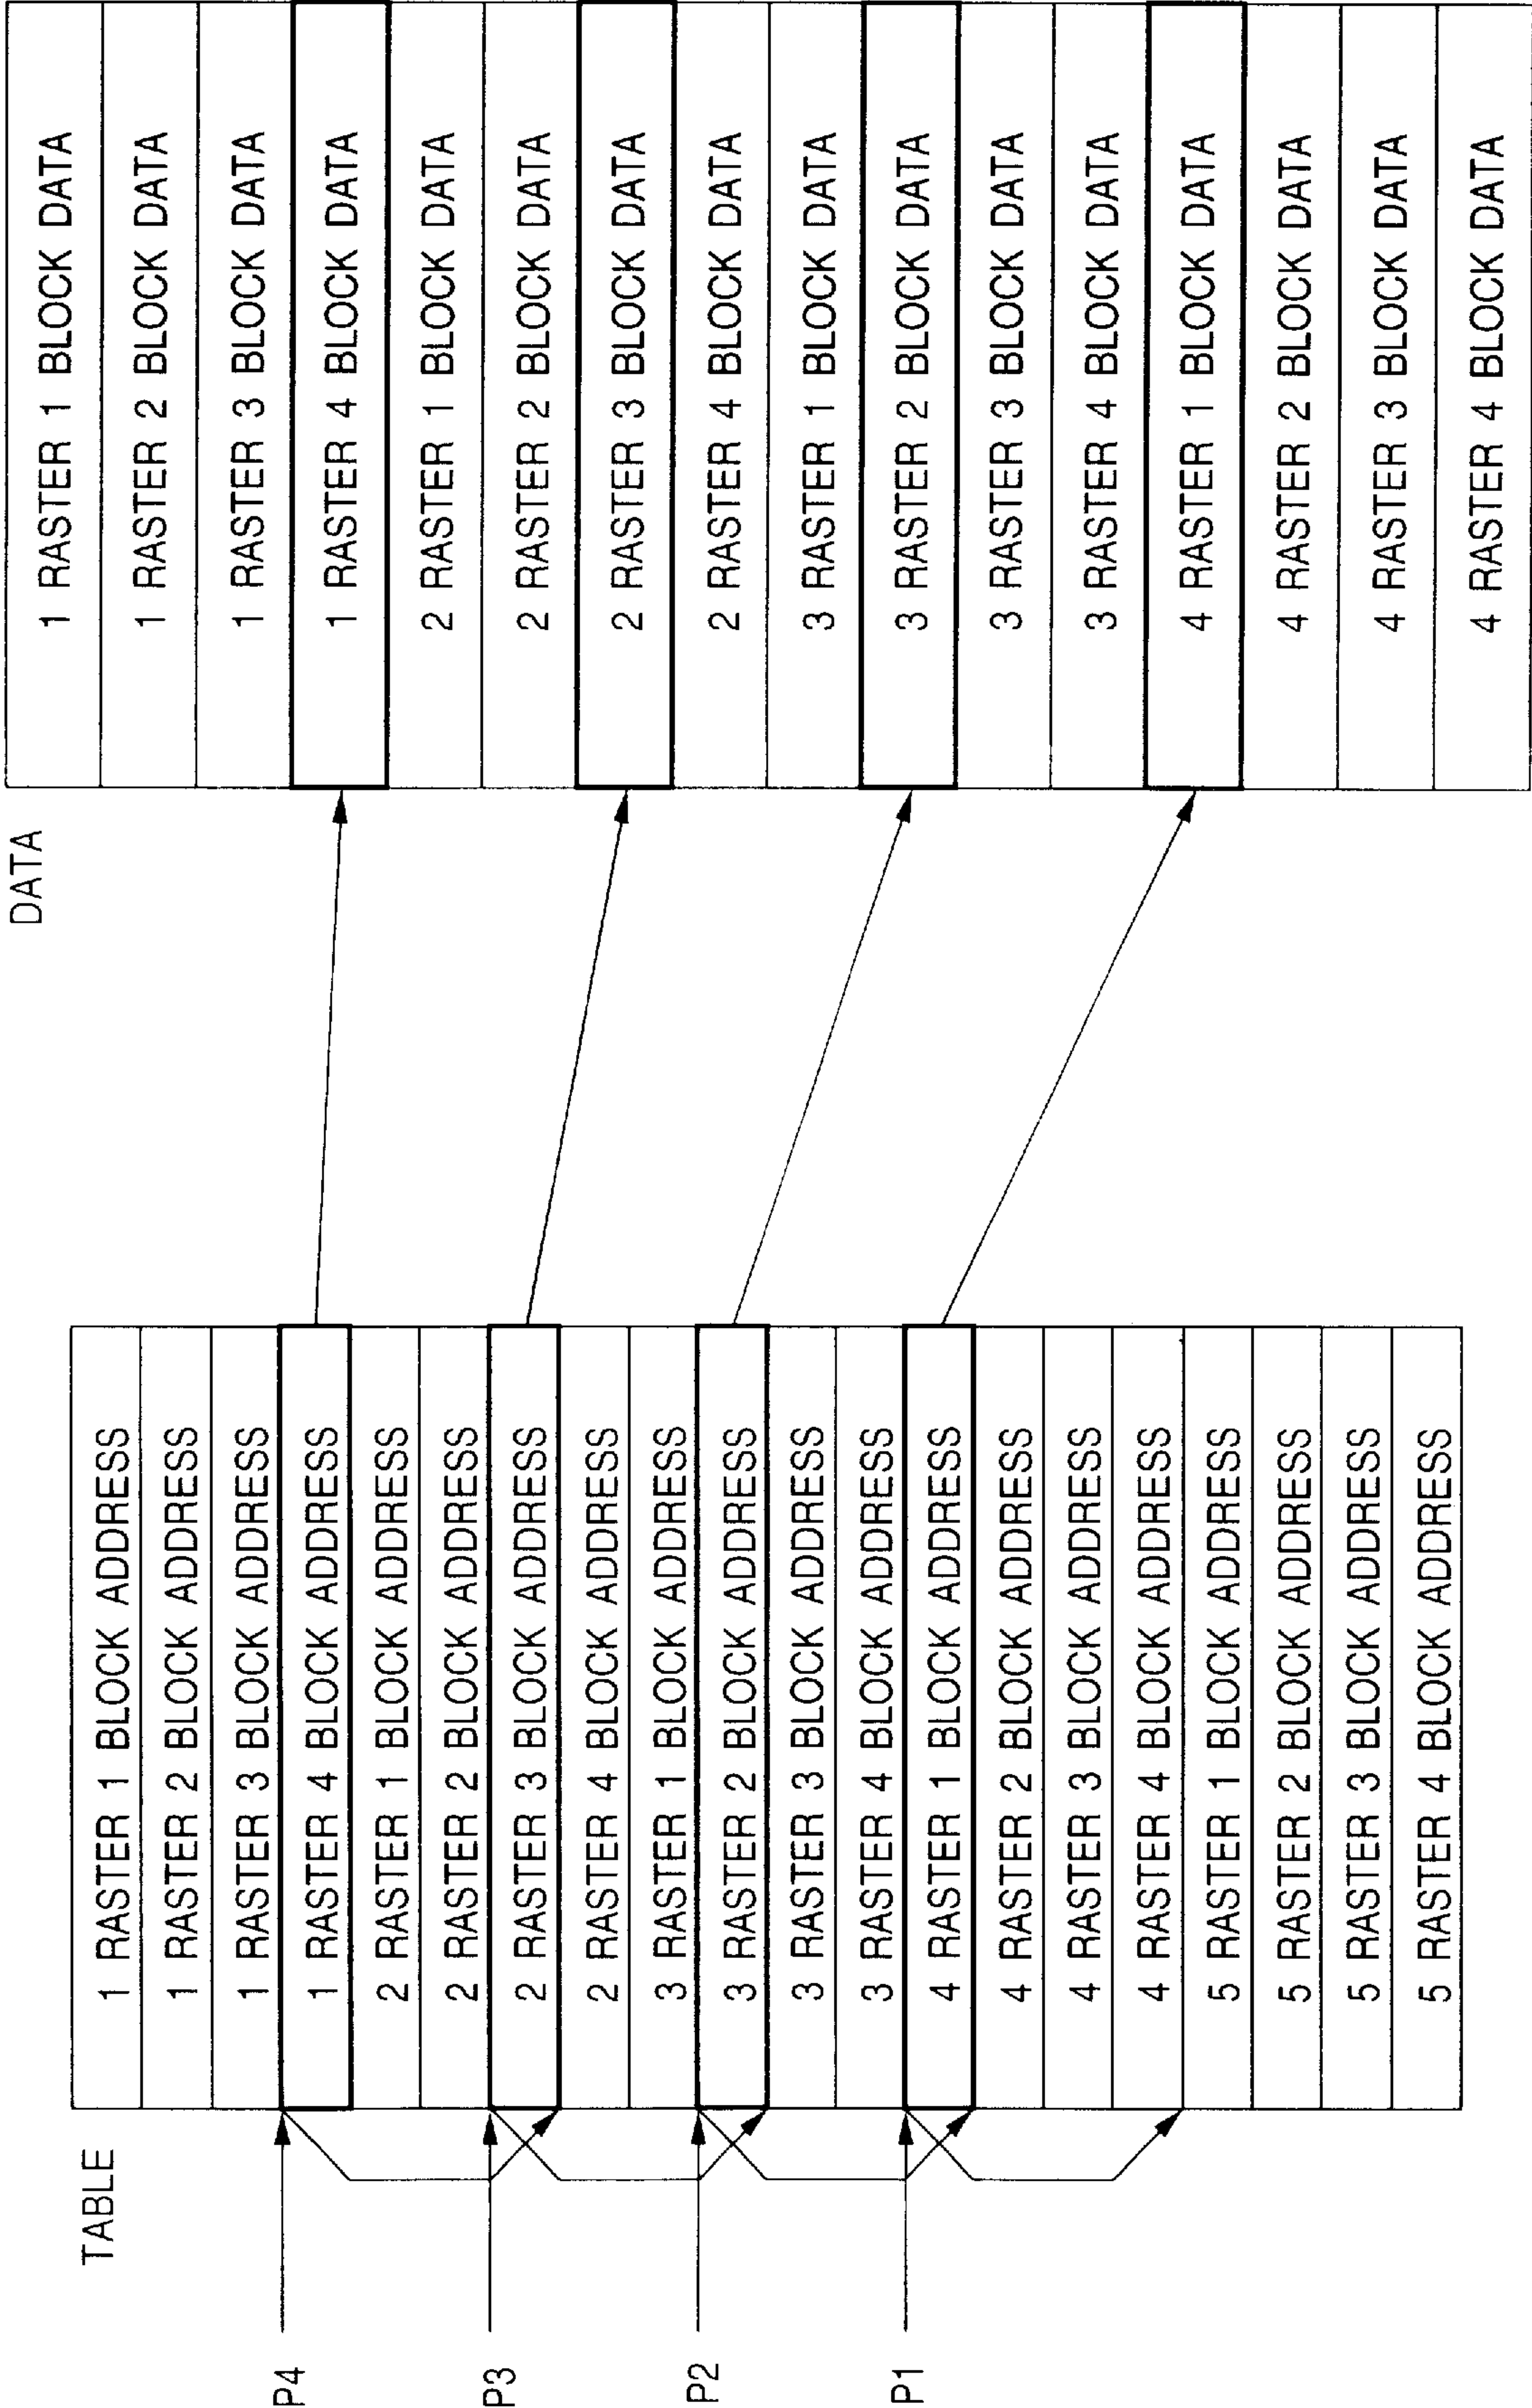 TABLE
P4
P3
P2
P1
1 RASTER 1 BLOCK ADDRESS
1 RASTER 2 BLOCK ADDRESS
1 RASTER 3 BLOCK ADDRESS
1 RASTER 4 BLOCK ADDRESS
2 RASTER 1 BLOCK ADDRESS
2 RASTER 2 BLOCK ADDRESS
2 RASTER 3 BLOCK ADDRESS
2 RASTER 4 BLOCK ADDRESS
3 RASTER 1 BLOCK ADDRESS
3 RASTER 2 BLOCK ADDRESS
3 RASTER 3 BLOCK ADDRESS
3 RASTER 4 BLOCK ADDRESS
4 RASTER 1 BLOCK ADDRESS
4 RASTER 2 BLOCK ADDRESS
4 RASTER 3 BLOCK ADDRESS
4 RASTER 4 BLOCK ADDRESS
5 RASTER 1 BLOCK ADDRESS
5 RASTER 2 BLOCK ADDRESS
5 RASTER 3 BLOCK ADDRESS
5 RASTER 4 BLOCK ADDRESS
DATA
1 RASTER 1 BLOCK DATA
1 RASTER 2 BLOCK DATA
1 RASTER 3 BLOCK DATA
1 RASTER 4 BLOCK DATA
2 RASTER 1 BLOCK DATA
2 RASTER 2 BLOCK DATA
2 RASTER 3 BLOCK DATA
2 RASTER 4 BLOCK DATA
3 RASTER 1 BLOCK DATA
3 RASTER 2 BLOCK DATA
3 RASTER 3 BLOCK DATA
3 RASTER 4 BLOCK DATA
4 RASTER 1 BLOCK DATA
4 RASTER 2 BLOCK DATA
4 RASTER 3 BLOCK DATA
4 RASTER 4 BLOCK DATA